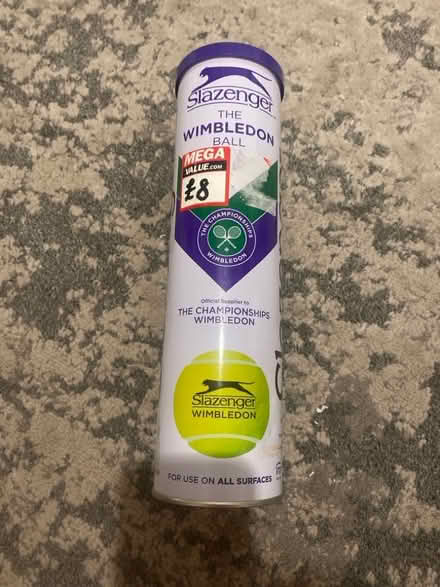 Slazenger
THE
WIMBLEDON
BALL
MEGA
VALUE.COM
£8
THE CHAMPIONSHIPS
WIMBLEDON
Official Supplier to
THE CHAMPIONSHIPS
WIMBLEDON
Slazenger
WIMBLEDON
FOR USE ON ALL SURFACES